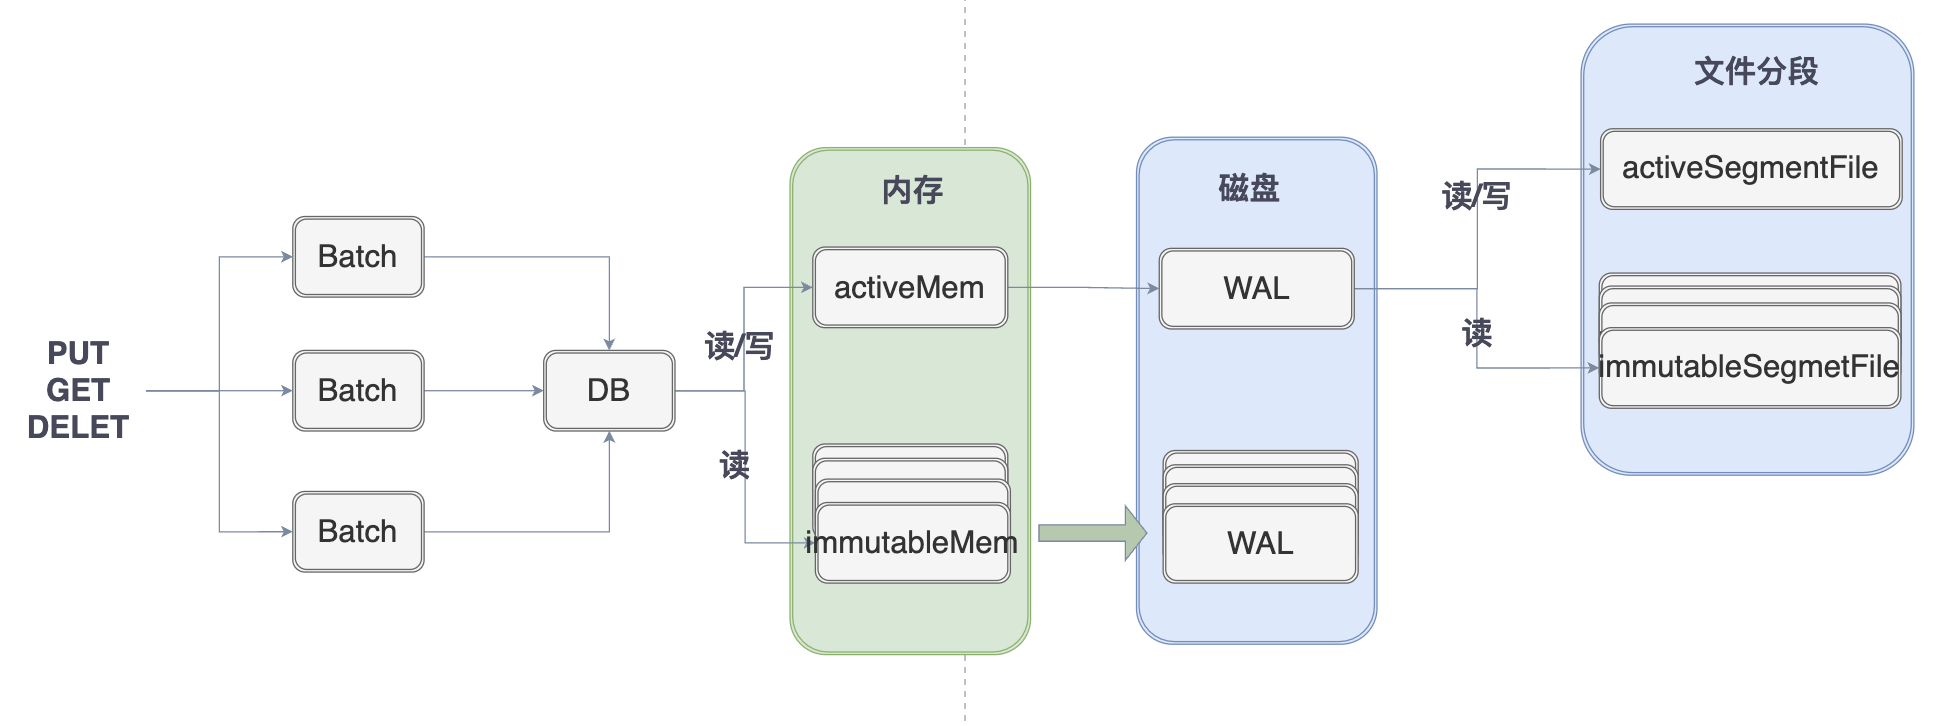 PUT
GET
DELET
Batch
Batch
Batch
DB
读/写
读
内存
activeMem
immutableMem
磁盘
WAL
WAL
读/写
读
文件分段
activeSegmentFile
immutableSegmetFile